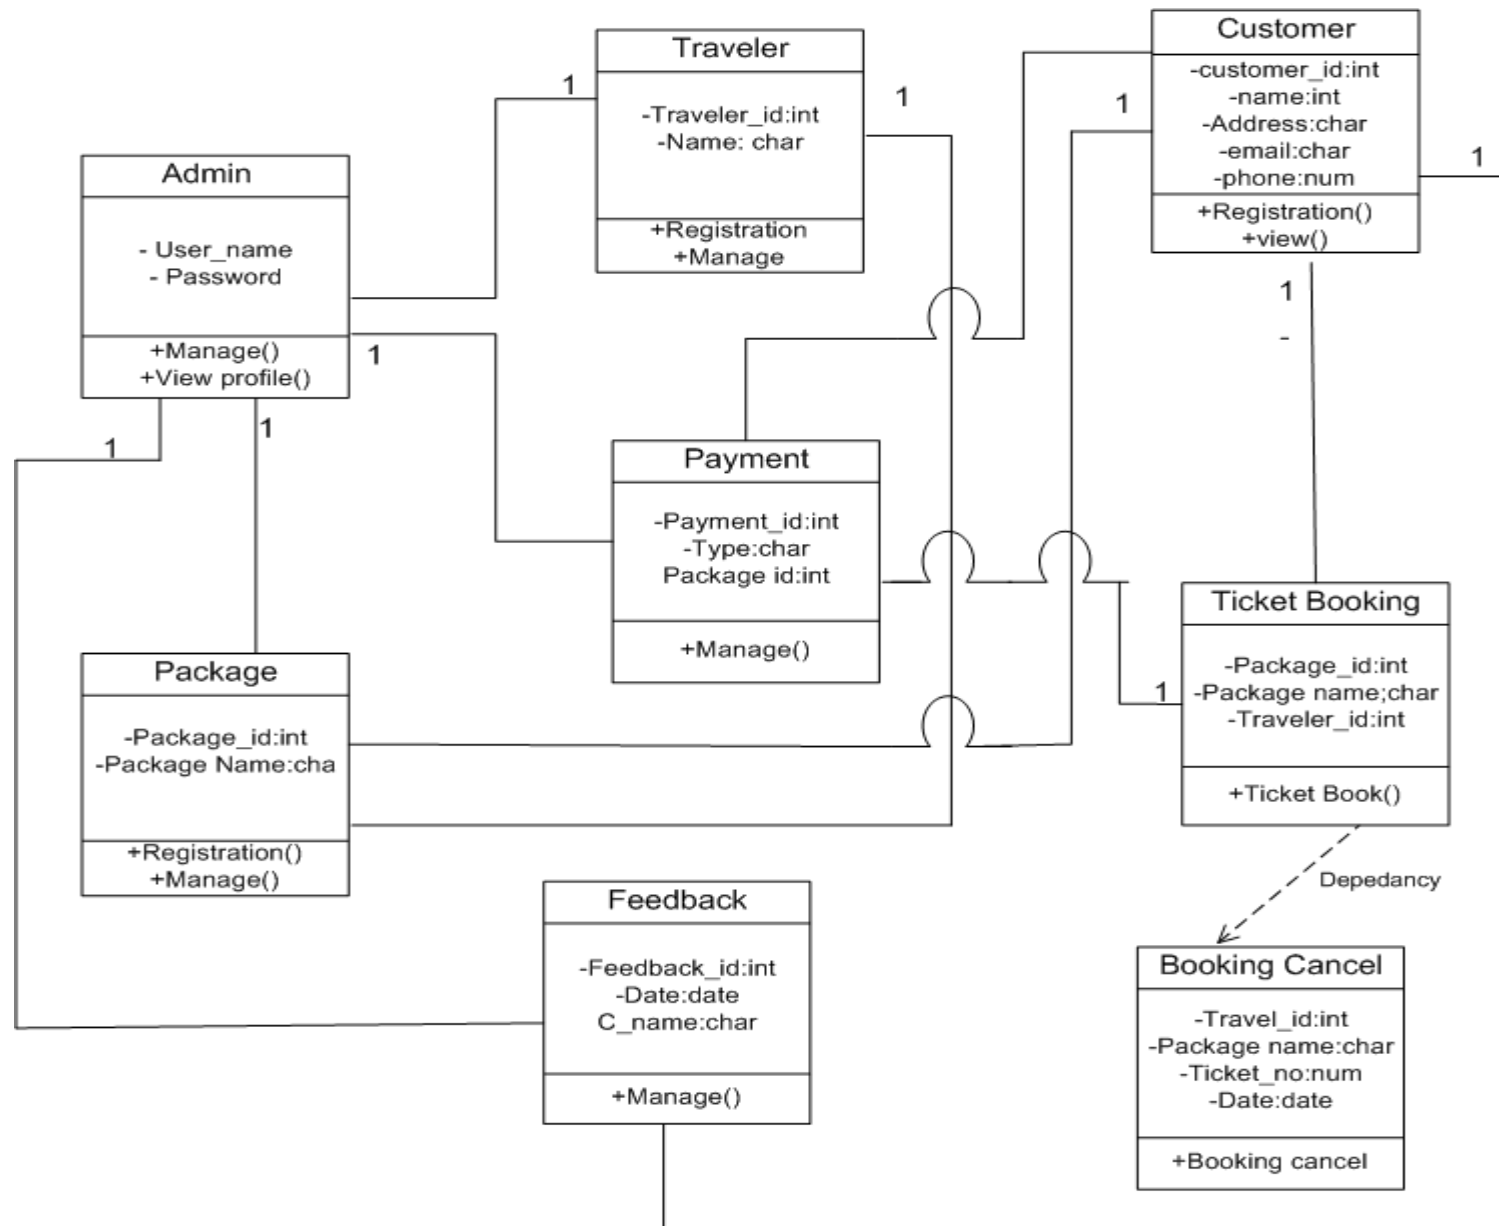 Traveler
-Traveler_id:int
-Name: char
+Registration
+Manage
1
1
Customer
-customer_id:int
-name:int
-Address:char
-email:char
-phone:num
+Registration()
+view()
1
1
1
-
Admin
- User_name
- Password
+Manage()
+View profile()
1
1
1
Payment
-Payment_id:int
-Type:char
Package id:int
+Manage()
Ticket Booking
-Package_id:int
-Package name;char
-Traveler_id:int
+Ticket Book()
1
Package
-Package_id:int
-Package Name:cha
+Registration()
+Manage()
Depedancy
Feedback
-Feedback_id:int
-Date:date
C_name:char
+Manage()
Booking Cancel
-Travel_id:int
-Package name:char
-Ticket_no:num
-Date:date
+Booking cancel